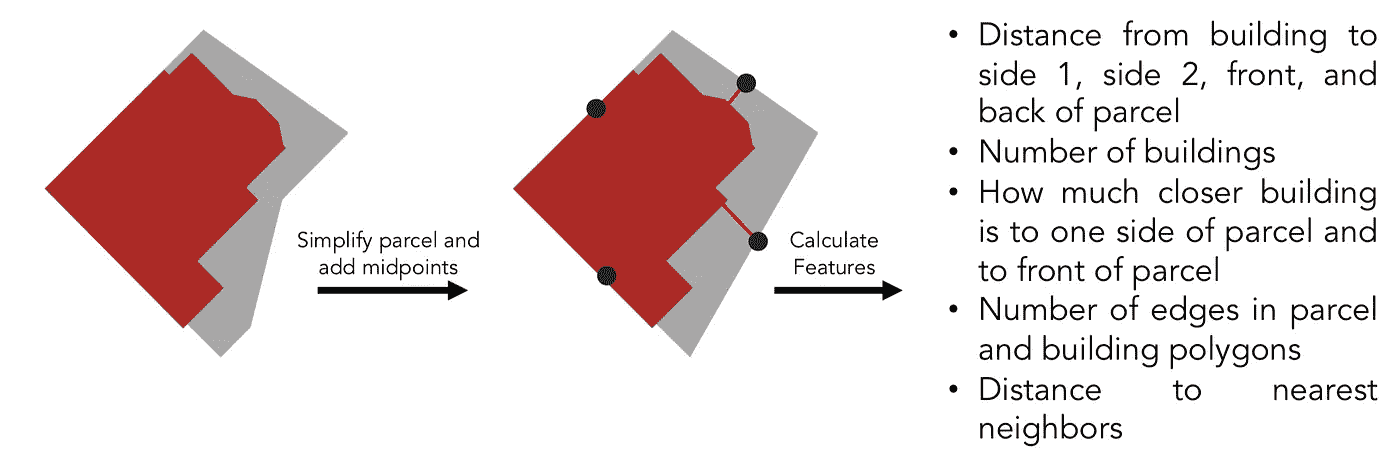 Simplify parcel and
add midpoints
Calculate
Features
• Distance from building to
side 1, side 2, front, and
back of parcel
• Number of buildings
• How much closer building
is to one side of parcel and
to front of parcel
• Number of edges in parcel
and building polygons
• Distance to nearest
neighbors